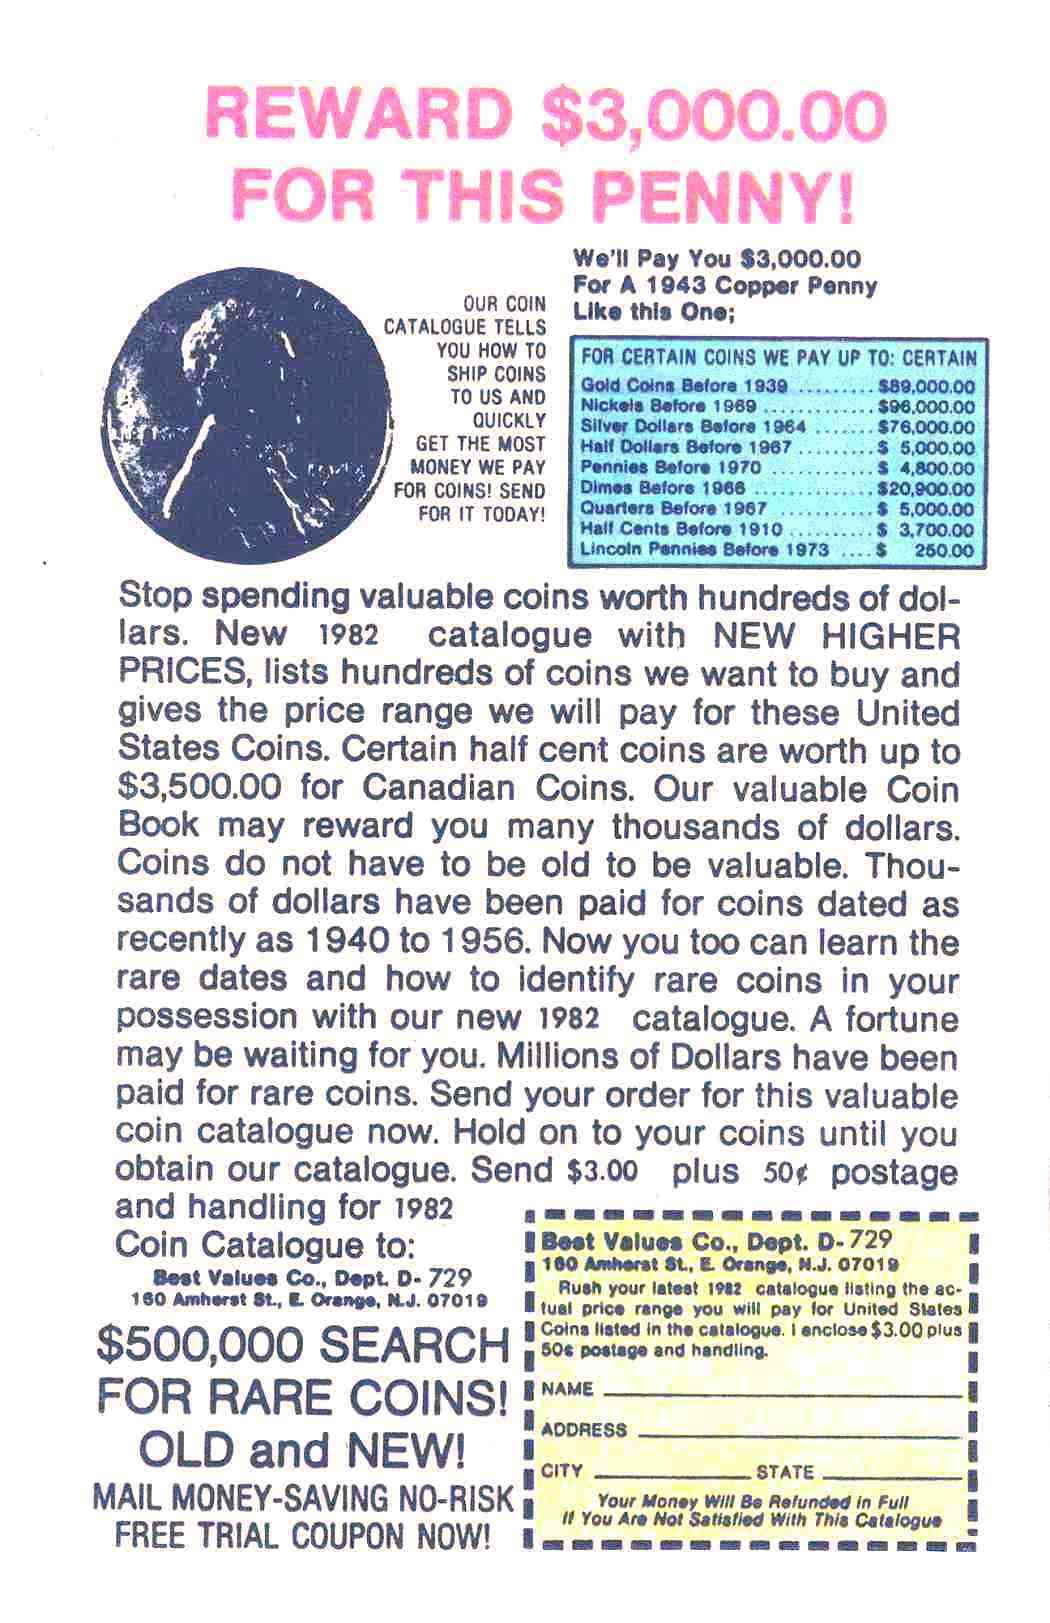 REWARD $3,000.00
FOR THIS PENNY!
OUR COIN
CATALOGUE TELLS
YOU HOW TO
SHIP COINS
TO US AND
QUICKLY
GET THE MOST
MONEY WE PAY
FOR COINS! SEND
FOR IT TODAY!
We'll Pay You $3,000.00
For A 1943 Copper Penny
Like this One;
FOR CERTAIN COINS WE PAY UP TO: CERTAIN
Gold Coins Before 1939 ......... $89,000.00
Nickels Before 1969 ............. $96,000.00
Silver Dollars Before 1964 ....... $76,000.00
Half Dollars Before 1967 ......... $ 5,000.00
Pennies Before 1970 ............ $ 4,800.00
Dimes Before 1966 .............. $20,900.00
Quarters Before 1967 ........... $ 5,000.00
Half Cents Before 1910 .......... $ 3,700.00
Lincoln Pennies Before 1973 .... $ 250.00
Stop spending valuable coins worth hundreds of dol-
lars. New 1982 catalogue with NEW HIGHER
PRICES, lists hundreds of coins we want to buy and
gives the price range we will pay for these United
States Coins. Certain half cent coins are worth up to
$3,500.00 for Canadian Coins. Our valuable Coin
Book may reward you many thousands of dollars.
Coins do not have to be old to be valuable. Thou-
sands of dollars have been paid for coins dated as
recently as 1940 to 1956. Now you too can learn the
rare dates and how to identify rare coins in your
possession with our new 1982 catalogue. A fortune
may be waiting for you. Millions of Dollars have been
paid for rare coins. Send your order for this valuable
coin catalogue now. Hold on to your coins until you
obtain our catalogue. Send $3.00 plus 50¢ postage
and handling for 1982
Coin Catalogue to:
Best Values Co., Dept. D-729
160 Amherst St., E. Orange, N.J. 07019
$500,000 SEARCH
FOR RARE COINS!
OLD and NEW!
MAIL MONEY-SAVING NO-RISK
FREE TRIAL COUPON NOW!
Best Values Co., Dept. D-729
160 Amherst St., E. Orange, N.J. 07019
Rush your latest 1982 catalogue listing the ac-
tual price range you will pay for United States
Coins listed in the catalogue. I enclose $3.00 plus
50¢ postage and handling.
NAME
ADDRESS
CITY STATE
Your Money Will Be Refunded in Full
If You Are Not Satisfied With This Catalogue